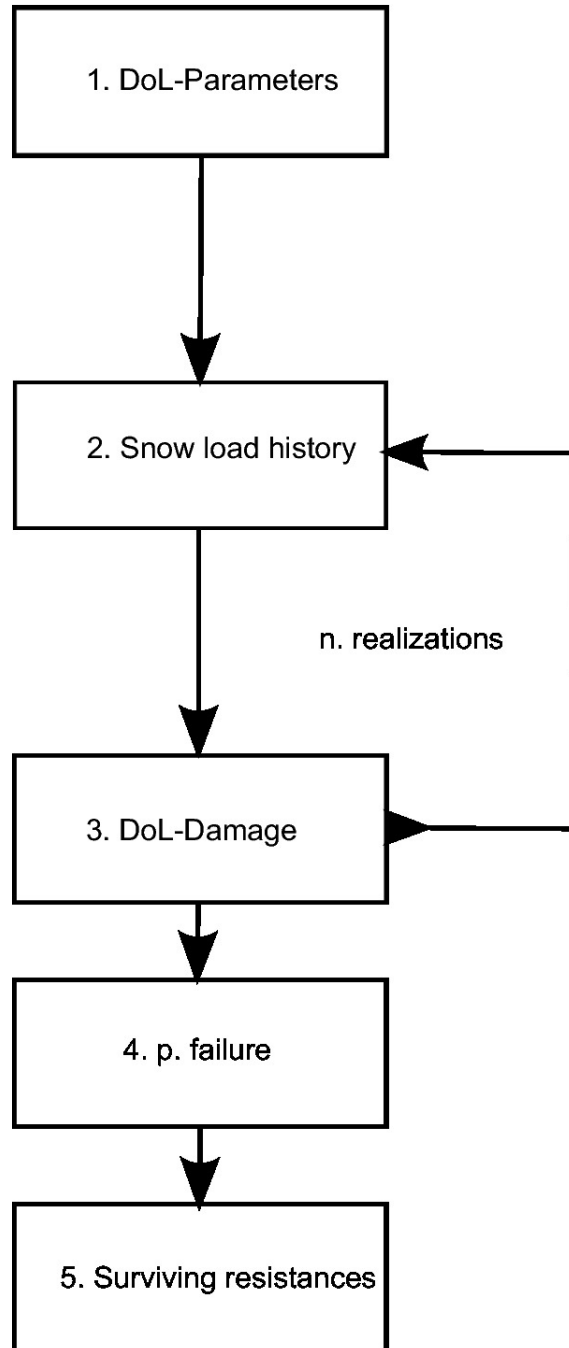 1. DoL-Parameters
2. Snow load history
n. realizations
3. DoL-Damage
4. p. failure
5. Surviving resistances